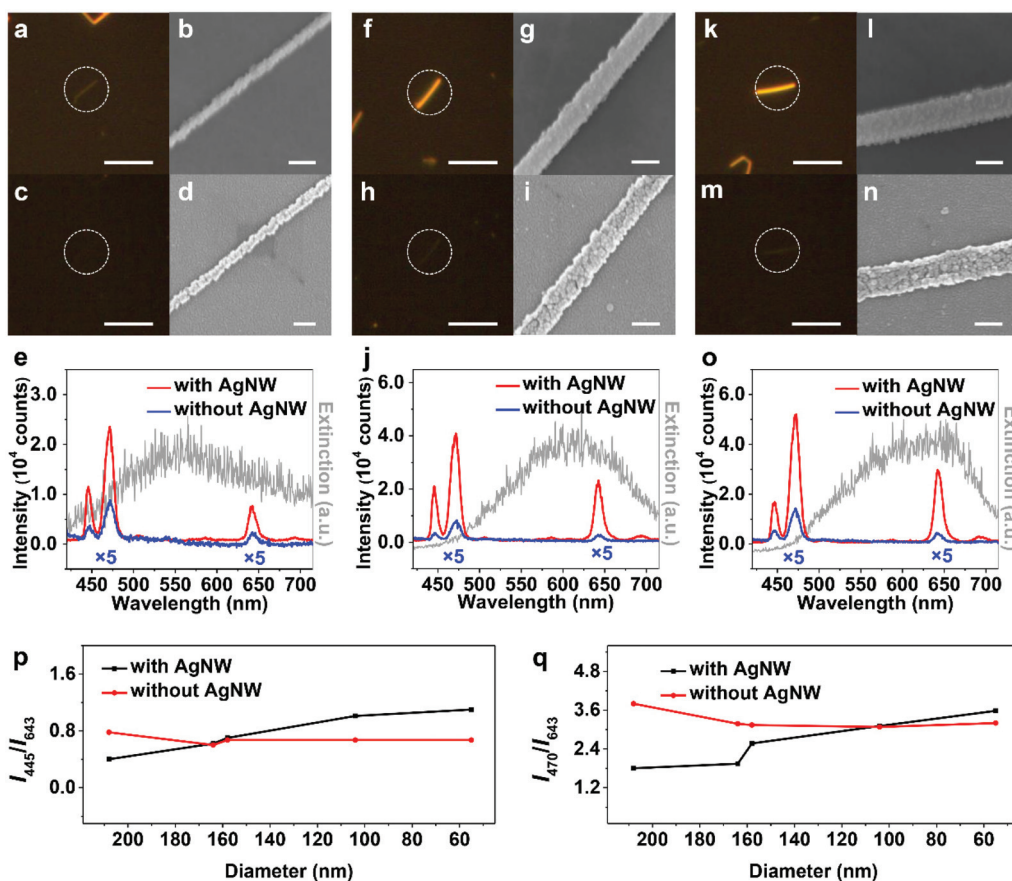 a
b
f
g
k
l
c
d
h
i
m
n
e
3.0
2.0
1.0
0.0
with AgNW
without AgNW
×5
×5
450 500 550 600 650 700
Wavelength (nm)
Intensity (10⁴ counts)
Extinction (a.u.)
j
6.0
4.0
2.0
0.0
with AgNW
without AgNW
×5
×5
450 500 550 600 650 700
Wavelength (nm)
Intensity (10⁴ counts)
Extinction (a.u.)
o
6.0
4.0
2.0
0.0
with AgNW
without AgNW
×5
×5
450 500 550 600 650 700
Wavelength (nm)
Intensity (10⁴ counts)
Extinction (a.u.)
p
1.6
0.8
0.0
with AgNW
without AgNW
I₄₄₅/I₆₄₃
200 180 160 140 120 100 80 60
Diameter (nm)
q
4.8
3.6
2.4
1.2
with AgNW
without AgNW
I₄₇₀/I₆₄₃
200 180 160 140 120 100 80 60
Diameter (nm)